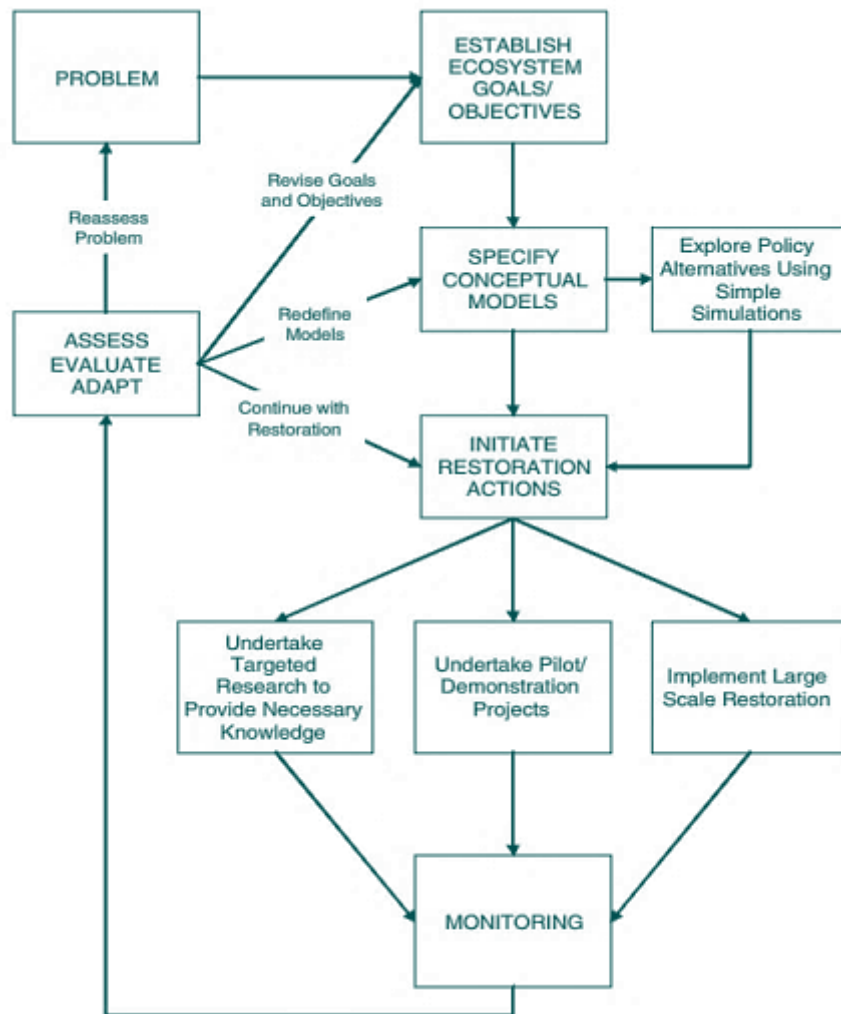 PROBLEM
ESTABLISH
ECOSYSTEM
GOALS/
OBJECTIVES
Revise Goals
and Objectives
Reassess
Problem
SPECIFY
CONCEPTUAL
MODELS
Explore Policy
Alternatives Using
Simple
Simulations
Redefine
Models
ASSESS
EVALUATE
ADAPT
Continue with
Restoration
INITIATE
RESTORATION
ACTIONS
Undertake
Targeted
Research to
Provide Necessary
Knowledge
Undertake Pilot/
Demonstration
Projects
Implement Large
Scale Restoration
MONITORING